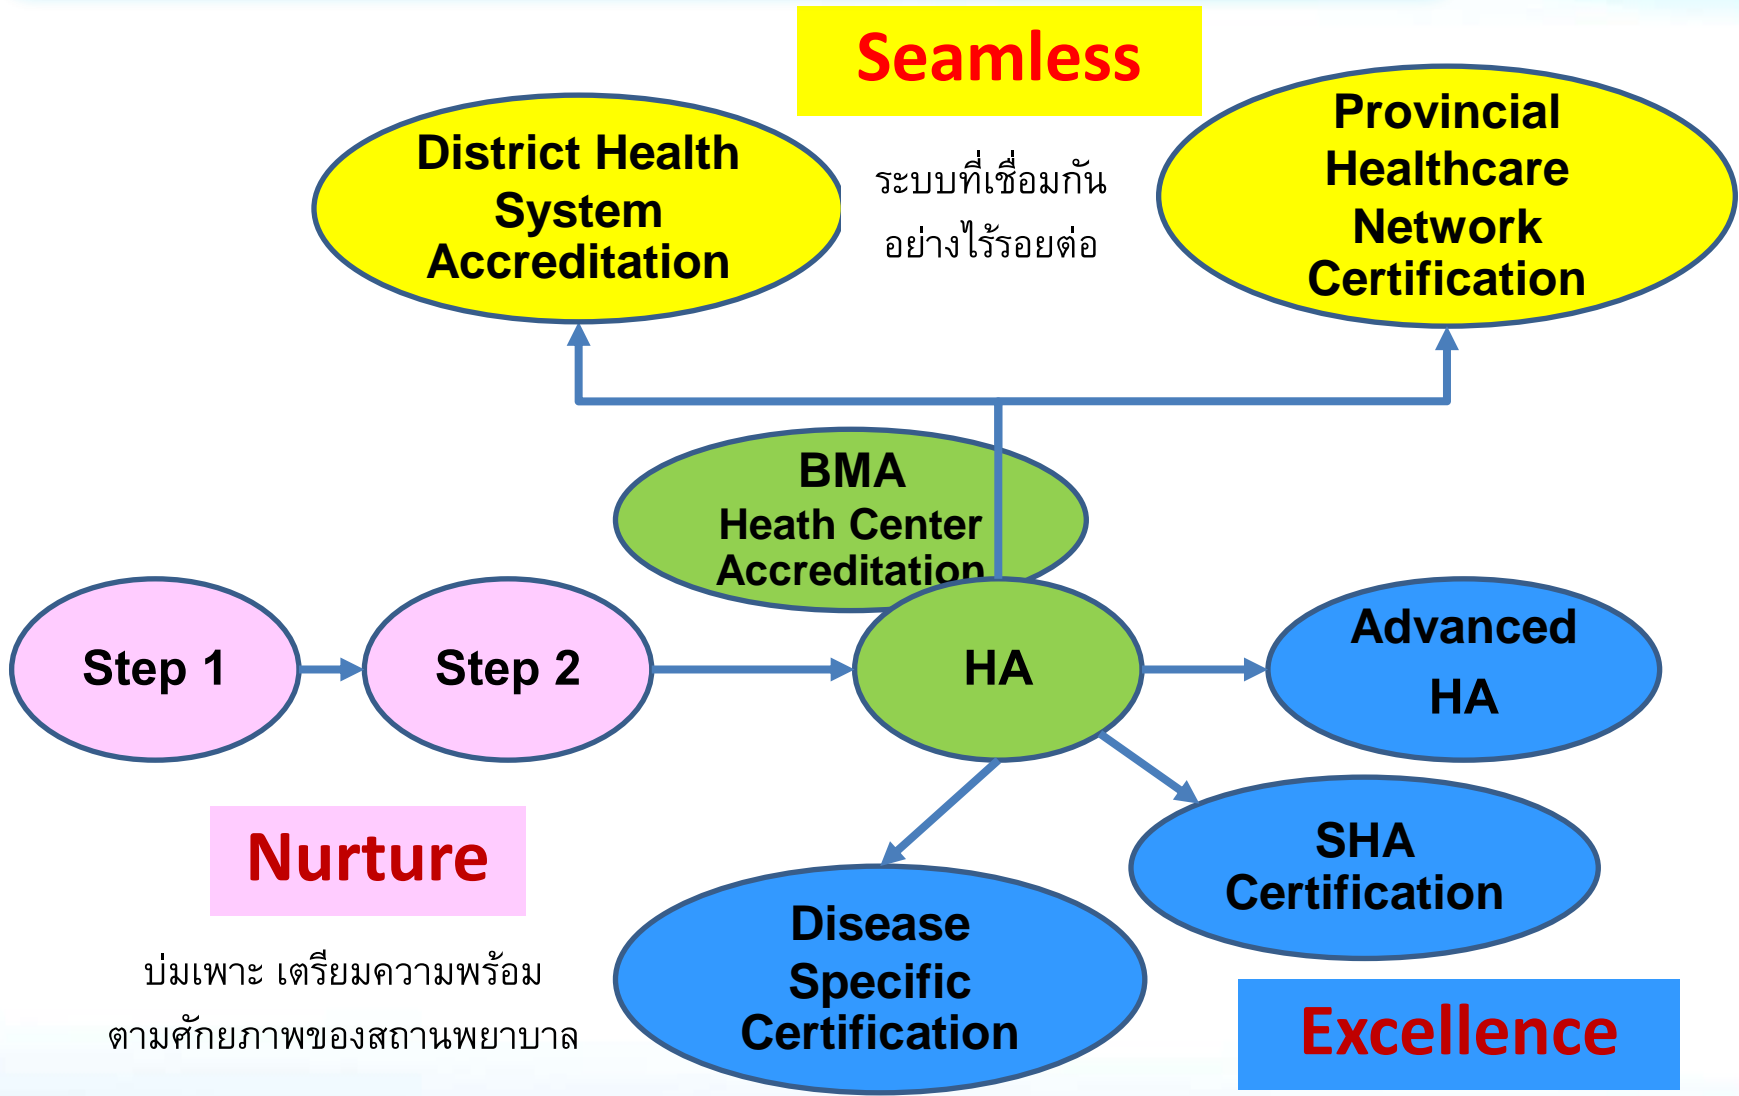 Seamless
District Health
System
Accreditation
ระบบที่เชื่อมกัน
อย่างไร้รอยต่อ
Provincial
Healthcare
Network
Certification
BMA
Heath Center
Accreditation
Step 1
Step 2
HA
Advanced
HA
Nurture
บ่มเพาะ เตรียมความพร้อม
ตามศักยภาพของสถานพยาบาล
Disease
Specific
Certification
SHA
Certification
Excellence